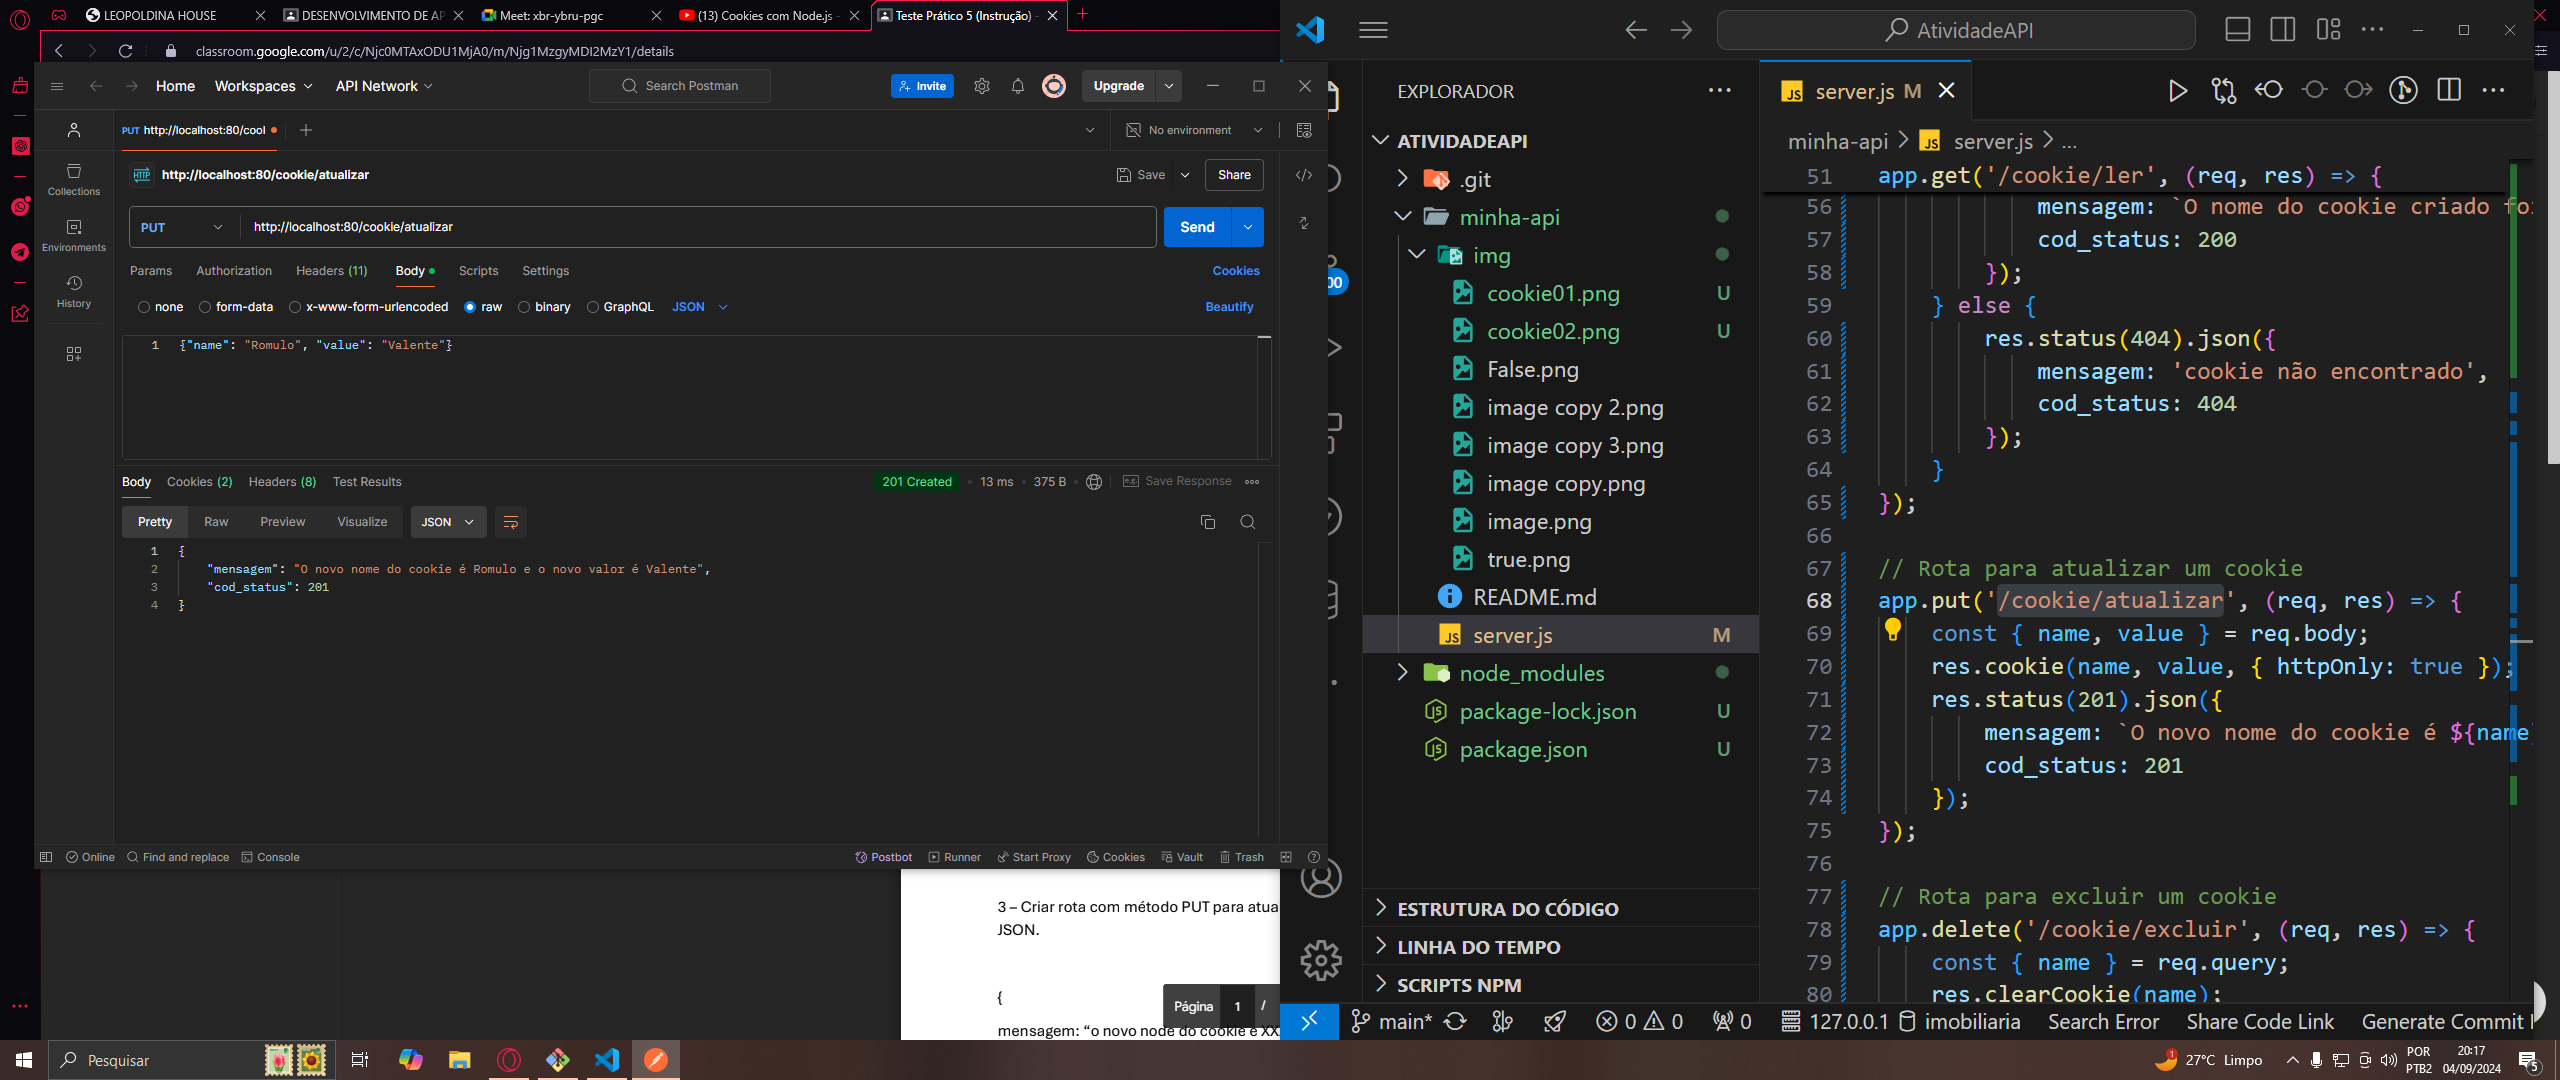 LEOPOLDINA HOUSE
DESENVOLVIMENTO DE AP
Meet: xbr-ybru-pgc
(13) Cookies com Node.js -
Teste Prático 5 (Instrução) -
classroom.google.com/u/2/c/Njc0MTAxODU1MjA0/m/Njg1MzgyMDI2MzY1/details
Home
Workspaces
API Network
Search Postman
Invite
Upgrade
PUT http://localhost:80/cool
No environment
HTTP http://localhost:80/cookie/atualizar
Save
Share
Collections
Environments
History
PUT
http://localhost:80/cookie/atualizar
Send
Params
Authorization
Headers (11)
Body
Scripts
Settings
Cookies
none
form-data
x-www-form-urlencoded
raw
binary
GraphQL
JSON
Beautify
1 {"name": "Romulo", "value": "Valente"}
Body
Cookies (2)
Headers (8)
Test Results
201 Created
13 ms
375 B
Save Response
Pretty
Raw
Preview
Visualize
JSON
1 {
2 "mensagem": "O novo nome do cookie é Romulo e o novo valor é Valente",
3 "cod_status": 201
4 }
Online
Find and replace
Console
Postbot
Runner
Start Proxy
Cookies
Vault
Trash
3 – Criar rota com método PUT para atua
JSON.
{
mensagem: “o novo node do cookie e XX
Página 1 /
AtividadeAPI
EXPLORADOR
ATIVIDADEAPI
.git
minha-api
img
cookie01.png U
cookie02.png U
False.png
image copy 2.png
image copy 3.png
image copy.png
image.png
true.png
README.md
server.js M
node_modules
package-lock.json U
package.json U
ESTRUTURA DO CÓDIGO
LINHA DO TEMPO
SCRIPTS NPM
JS server.js M
minha-api > JS server.js > ...
51 app.get('/cookie/ler', (req, res) => {
56 mensagem: `O nome do cookie criado fo
57 cod_status: 200
58 });
59 } else {
60 res.status(404).json({
61 mensagem: 'cookie não encontrado',
62 cod_status: 404
63 });
64 }
65 });
66
67 // Rota para atualizar um cookie
68 app.put('/cookie/atualizar', (req, res) => {
69 const { name, value } = req.body;
70 res.cookie(name, value, { httpOnly: true });
71 res.status(201).json({
72 mensagem: `O novo nome do cookie é ${name}
73 cod_status: 201
74 });
75 });
76
77 // Rota para excluir um cookie
78 app.delete('/cookie/excluir', (req, res) => {
79 const { name } = req.query;
80 res.clearCookie(name);
main*
0 0
0
127.0.0.1
imobiliaria
Search Error
Share Code Link
Generate Commit
Pesquisar
27°C Limpo
POR
PTB2
20:17
04/09/2024
5